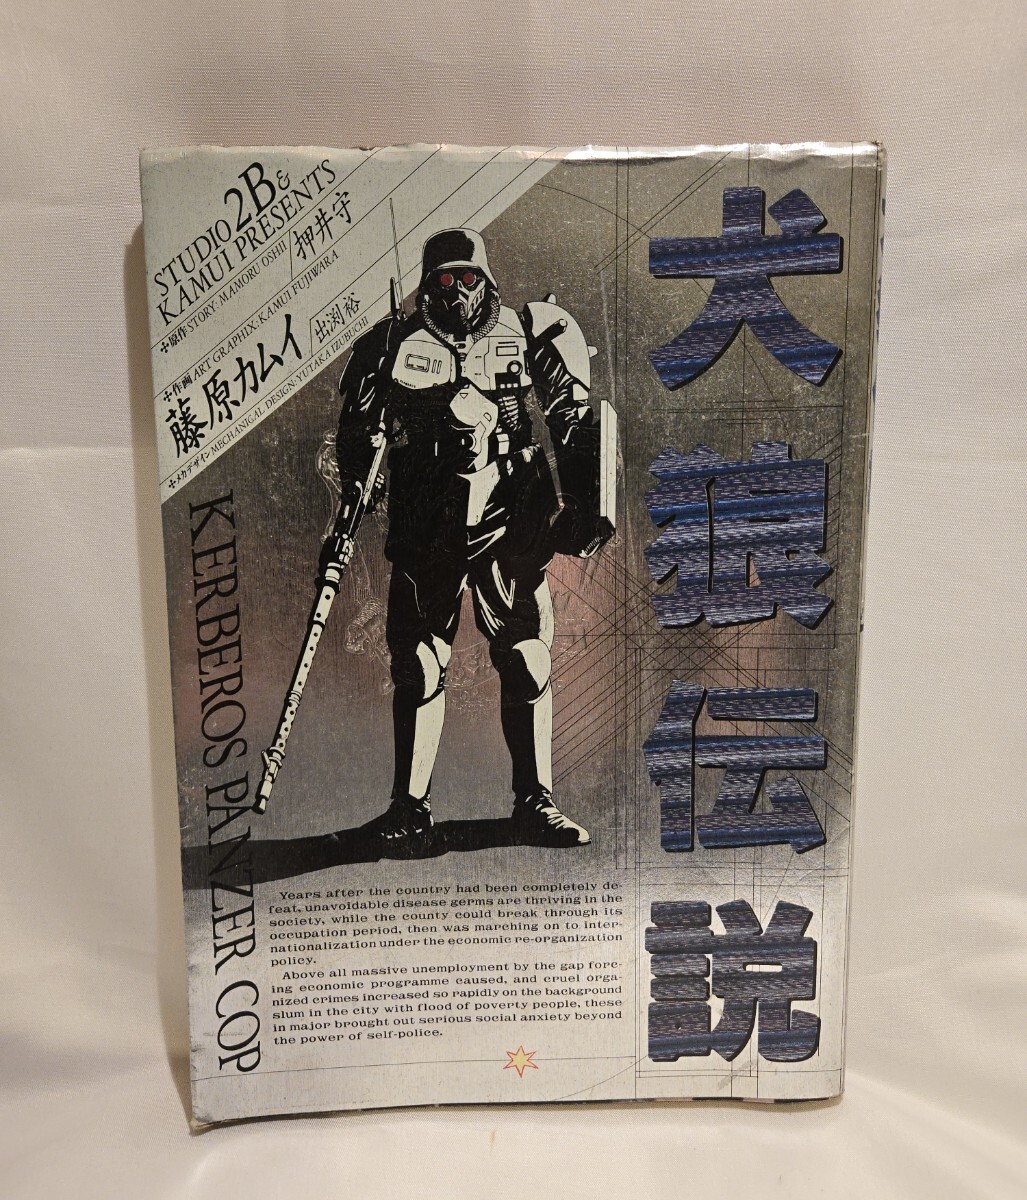 STUDIO 2B &
KAMUI PRESENTS
✢原作 STORY: MAMORU OSHII
押井守
✢作画 ART GRAPHIX: KAMUI FUJIWARA
藤原カムイ
✢メカデザイン MECHANICAL DESIGN: YUTAKA IZUBUCHI
出渕裕
犬狼伝説
KERBEROS PANZER COP
Years after the country had been completely de-
feat, unavoidable disease germs are thriving in the
society, while the county could break through its
occupation period, then was marching on to inter-
nationalization under the economic re-organization
policy.
Above all massive unemployment by the gap forc-
ing economic programme caused, and cruel orga-
nized crimes increased so rapidly on the background
slum in the city with flood of poverty people, these
in major brought out serious social anxiety beyond
the power of self-police.